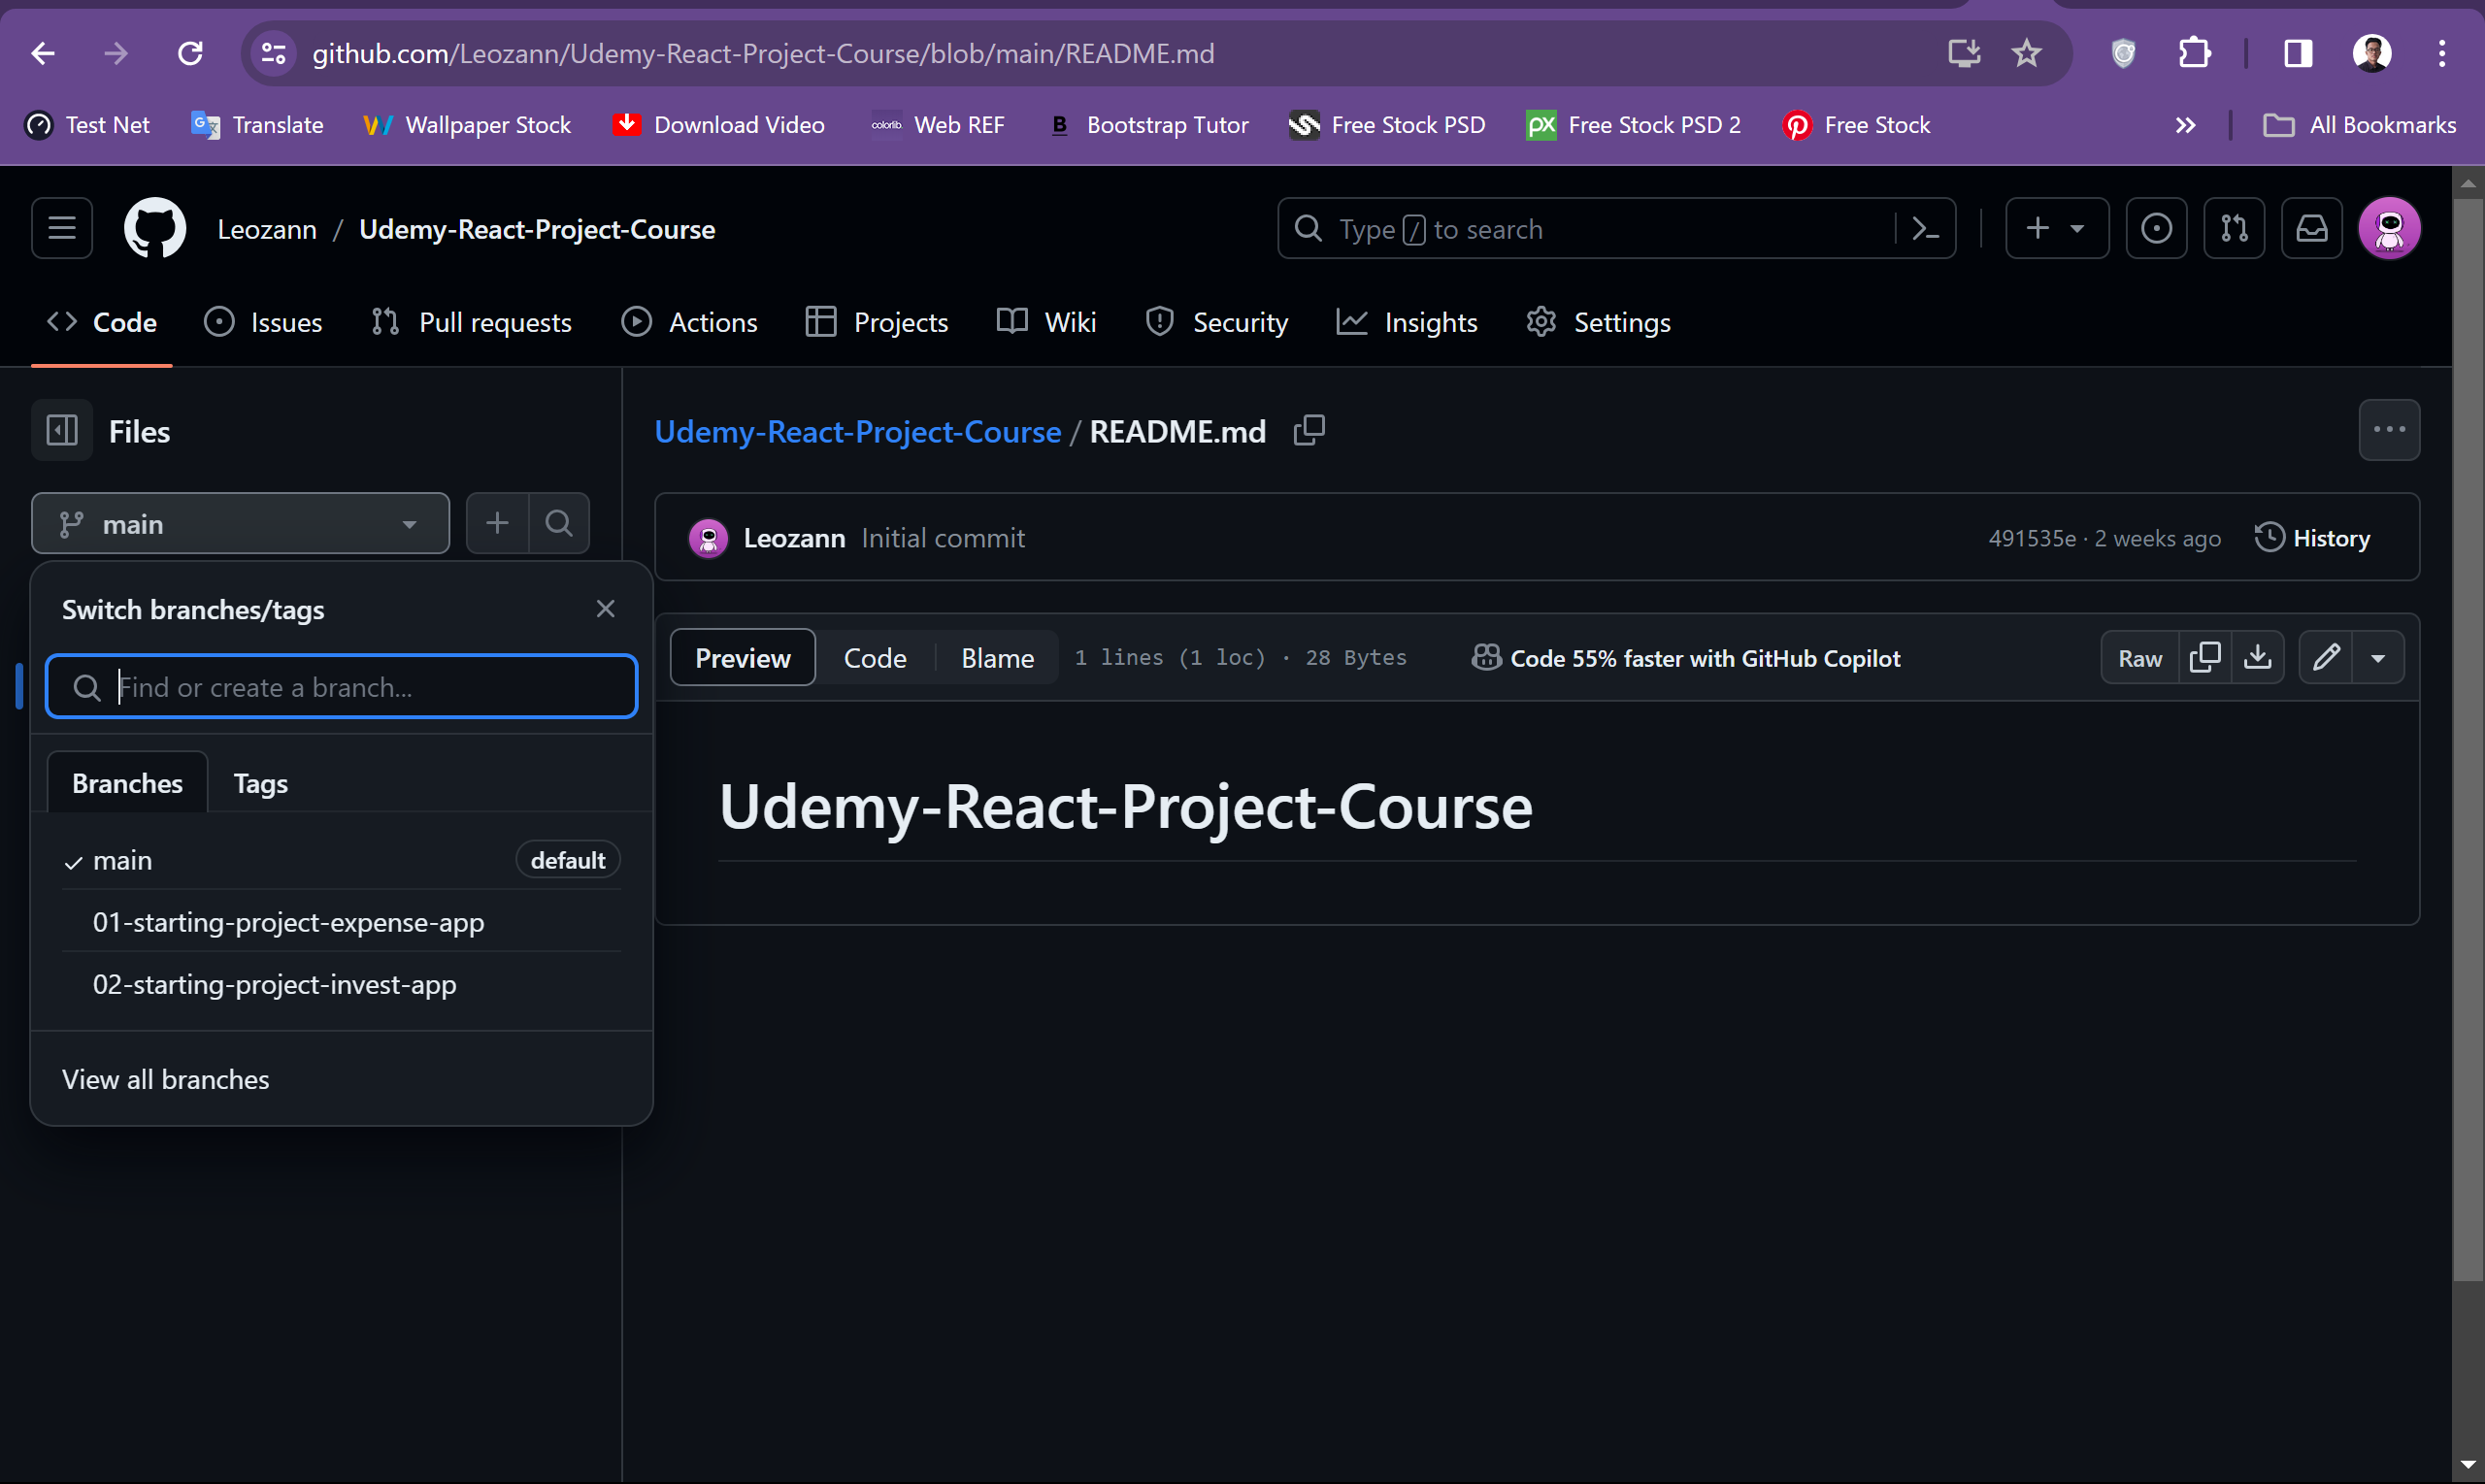 github.com/Leozann/Udemy-React-Project-Course/blob/main/README.md
Test Net Translate Wallpaper Stock Download Video colorlib. Web REF B Bootstrap Tutor Free Stock PSD px Free Stock PSD 2 Free Stock All Bookmarks
Leozann / Udemy-React-Project-Course Type / to search
Code Issues Pull requests Actions Projects Wiki Security Insights Settings
Files
Udemy-React-Project-Course / README.md
main
Leozann Initial commit 491535e · 2 weeks ago History
Switch branches/tags
Find or create a branch...
Preview Code Blame 1 lines (1 loc) · 28 Bytes Code 55% faster with GitHub Copilot Raw
Branches Tags
Udemy-React-Project-Course
main default
01-starting-project-expense-app
02-starting-project-invest-app
View all branches